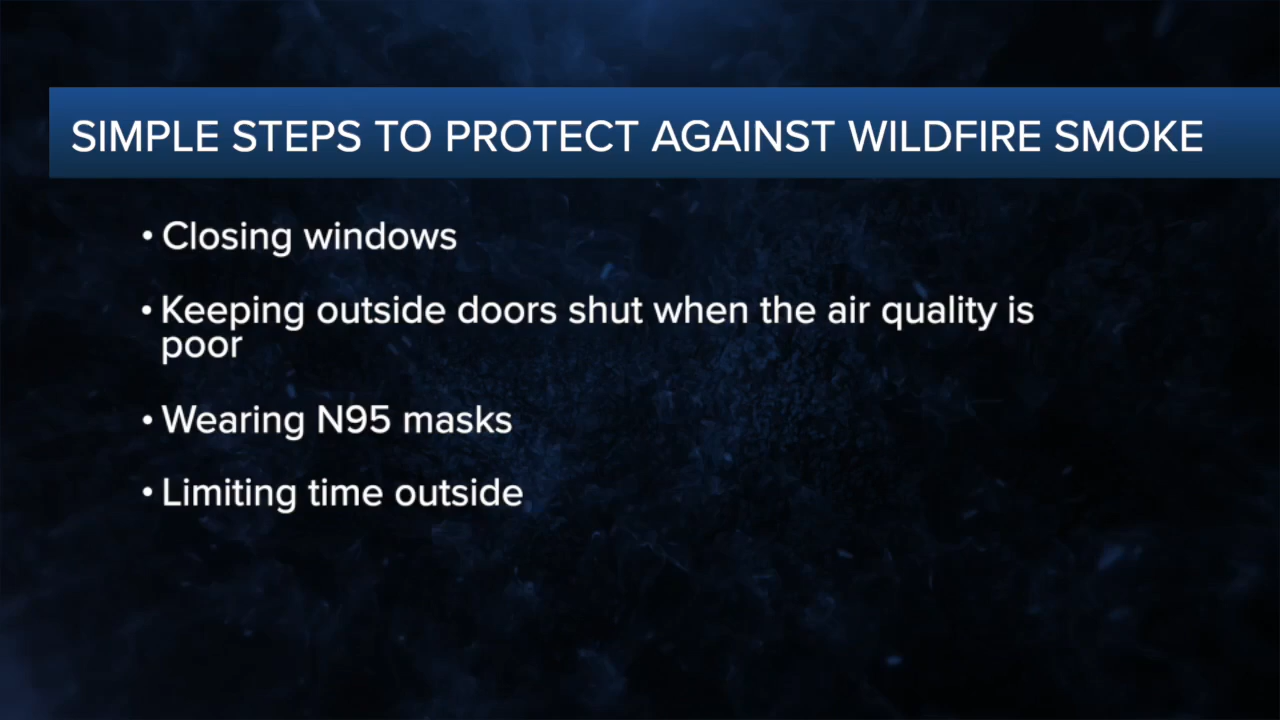 SIMPLE STEPS TO PROTECT AGAINST WILDFIRE SMOKE
• Closing windows
• Keeping outside doors shut when the air quality is
poor
• Wearing N95 masks
• Limiting time outside